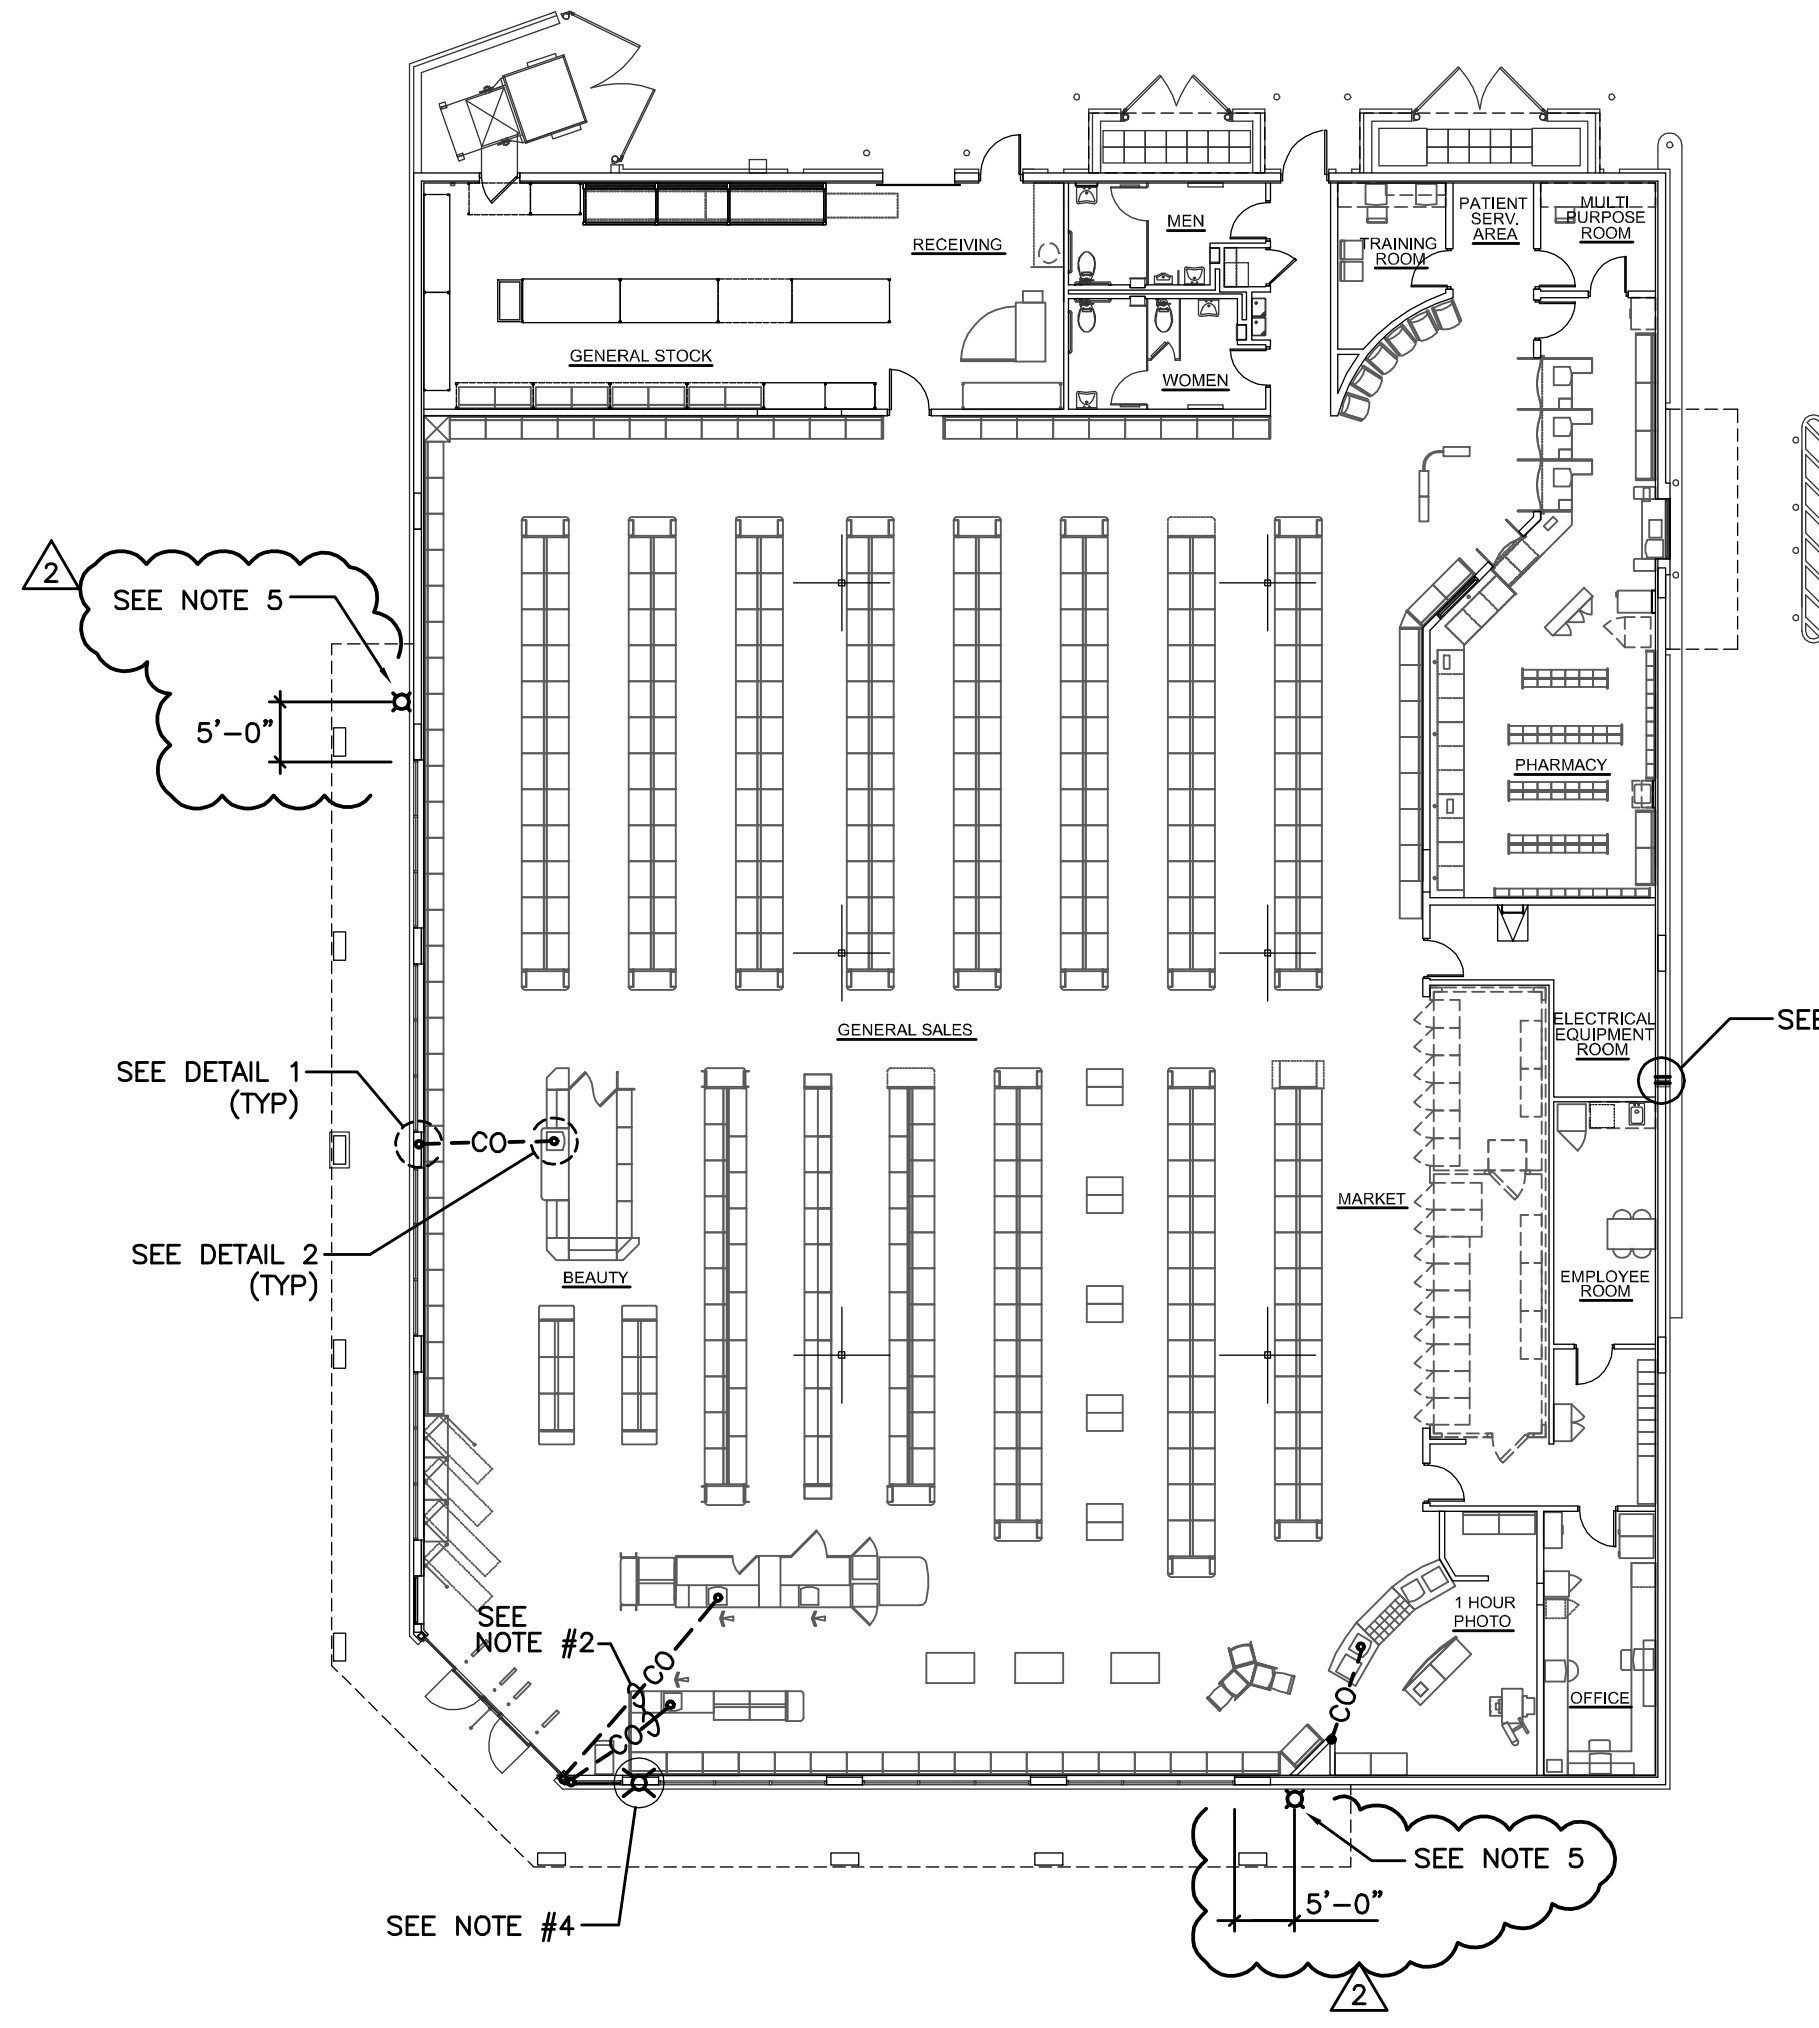 MEN
PATIENT
SERV.
AREA
MULTI
PURPOSE
ROOM
RECEIVING
TRAINING
ROOM
GENERAL STOCK
WOMEN
2
SEE NOTE 5
5'-0"
PHARMACY
GENERAL SALES
ELECTRICAL
EQUIPMENT
ROOM
SEE
SEE DETAIL 1
(TYP)
CO
MARKET
SEE DETAIL 2
(TYP)
BEAUTY
EMPLOYEE
ROOM
SEE
NOTE #2
CO
1 HOUR
PHOTO
CO
CO
OFFICE
SEE NOTE 5
5'-0"
SEE NOTE #4
2